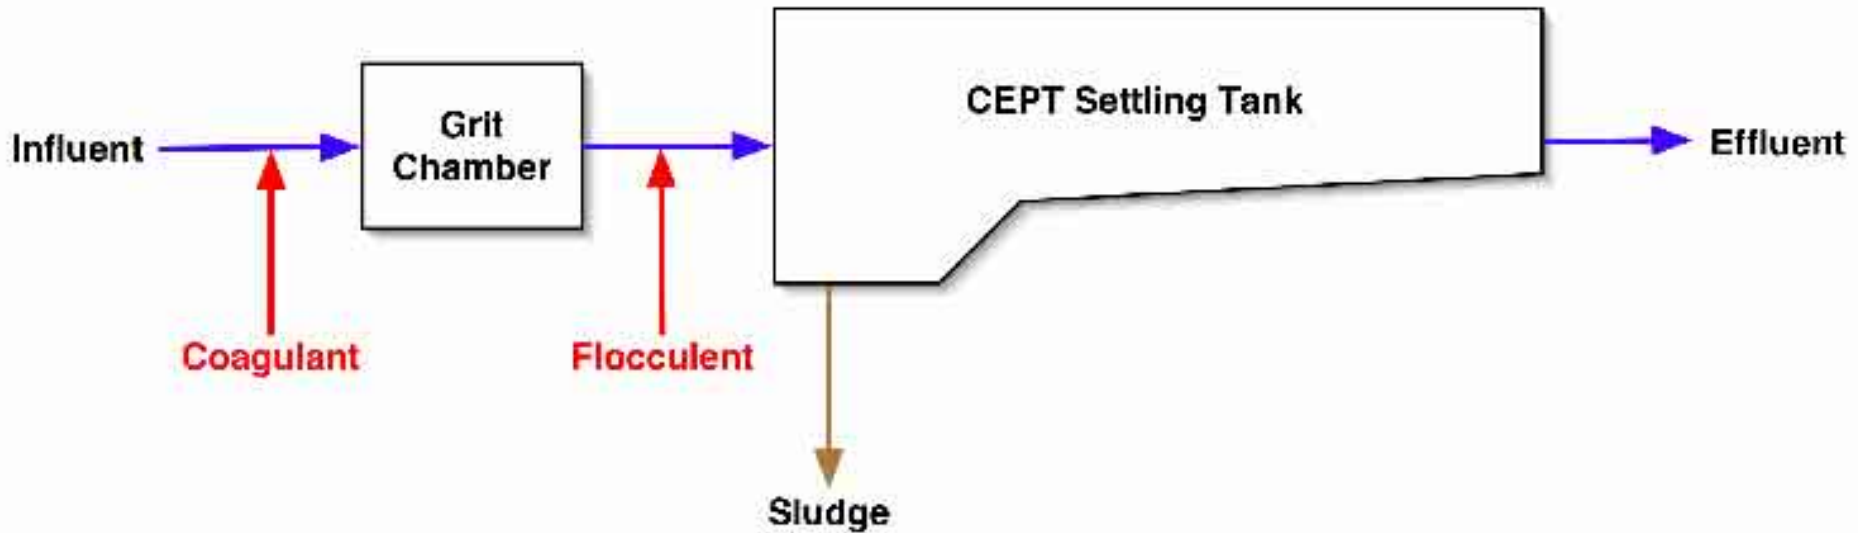 CEPT Settling Tank
Grit
Chamber
Influent
Effluent
Coagulant
Flocculent
Sludge